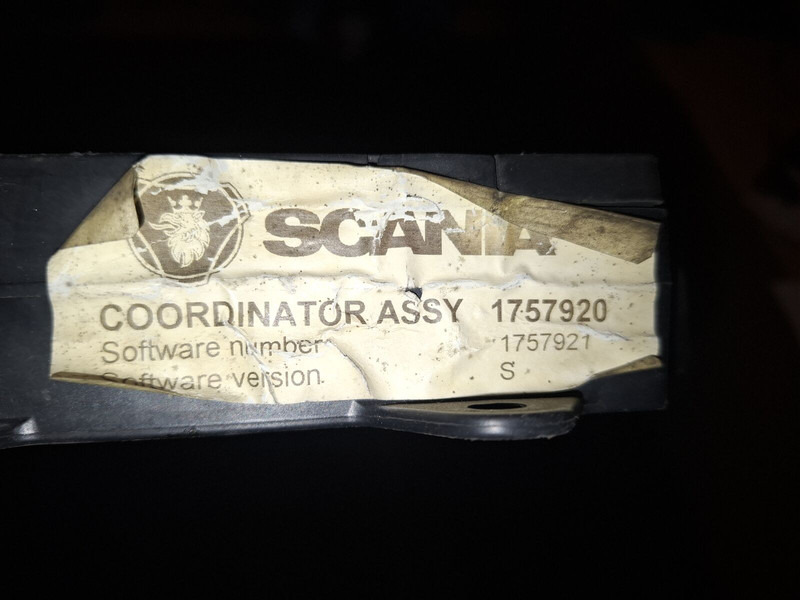 SCANIA
COORDINATOR ASSY 1757920
Software number 1757921
Software version S